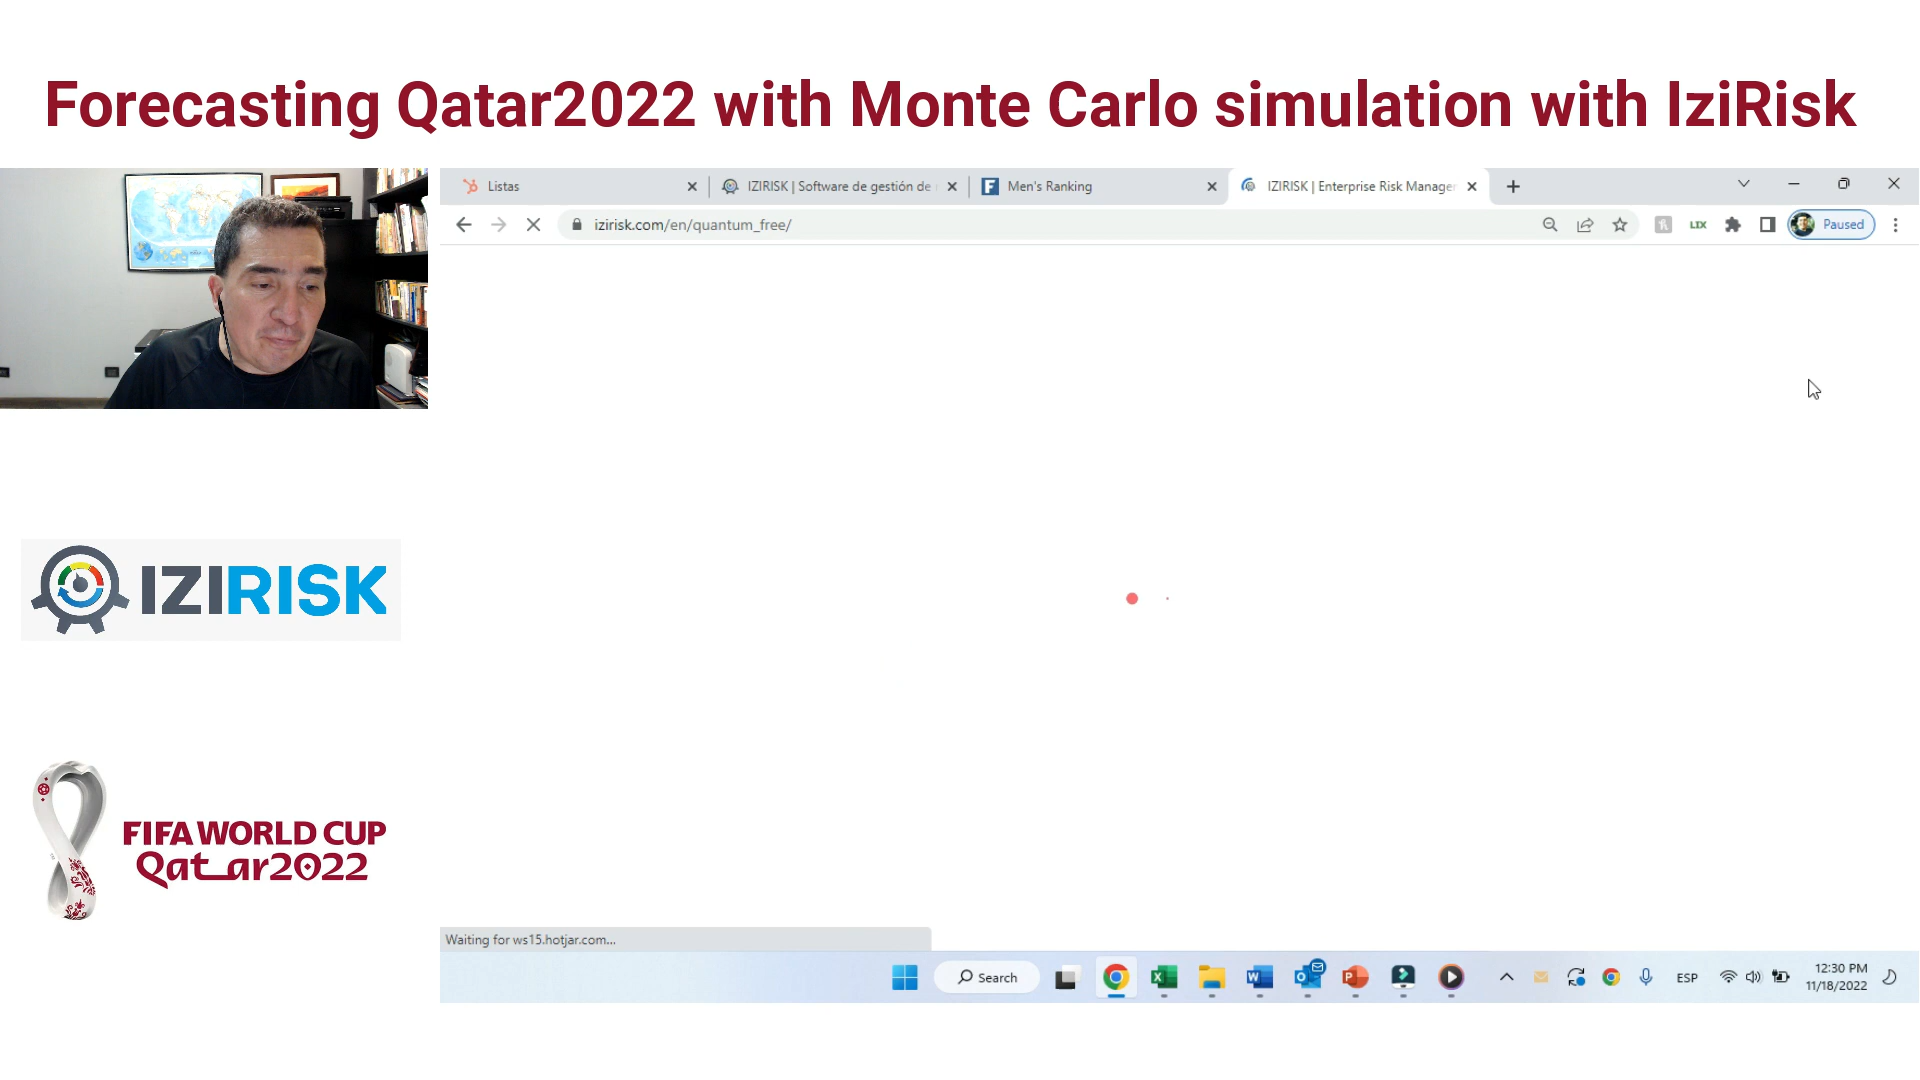 Forecasting Qatar2022 with Monte Carlo simulation with IziRisk
Listas
IZIRISK | Software de gestión de
Men's Ranking
IZIRISK | Enterprise Risk Manager
izirisk.com/en/quantum_free/
LIX
Paused
IZIRISK
FIFA WORLD CUP
Qatar2022
Waiting for ws15.hotjar.com...
Search
ESP
12:30 PM
11/18/2022